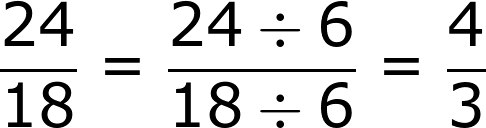 24/18 = (24 ÷ 6)/(18 ÷ 6) = 4/3